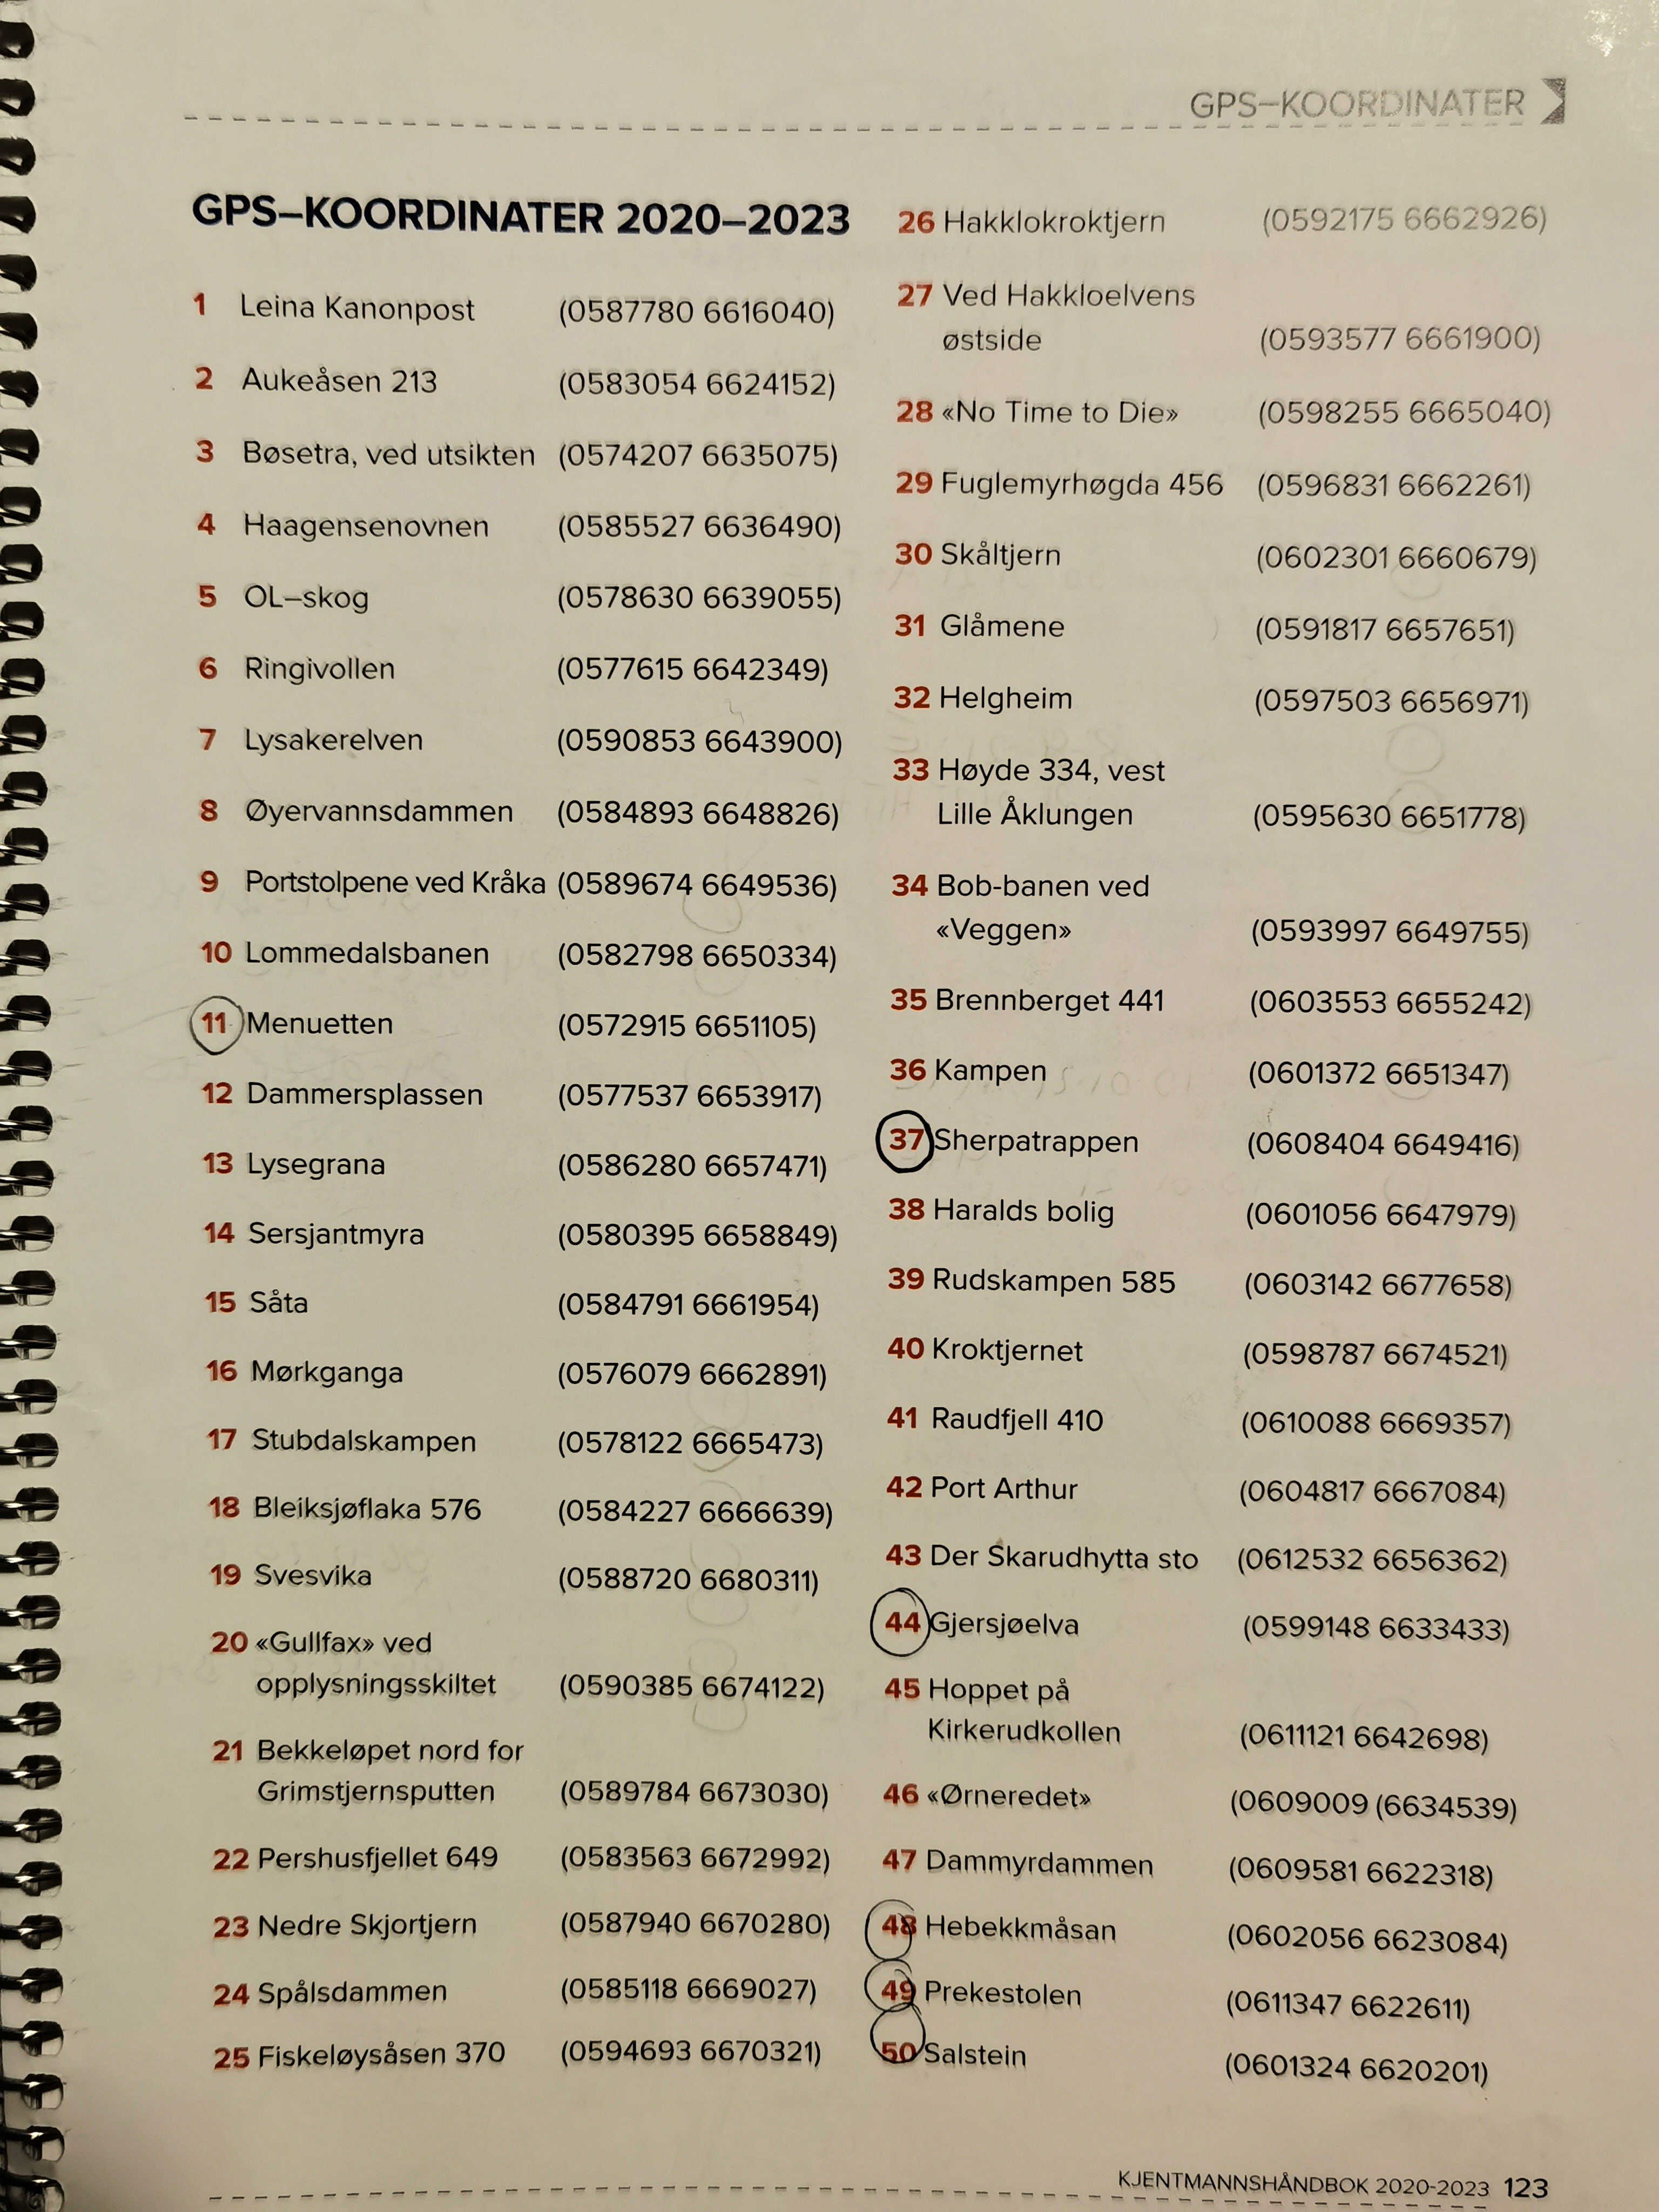 GPS–KOORDINATER
GPS–KOORDINATER 2020–2023
1 Leina Kanonpost (0587780 6616040)
2 Aukeåsen 213 (0583054 6624152)
3 Bøsetra, ved utsikten (0574207 6635075)
4 Haagensenovnen (0585527 6636490)
5 OL–skog (0578630 6639055)
6 Ringivollen (0577615 6642349)
7 Lysakerelven (0590853 6643900)
8 Øyervannsdammen (0584893 6648826)
9 Portstolpene ved Kråka (0589674 6649536)
10 Lommedalsbanen (0582798 6650334)
11 Menuetten (0572915 6651105)
12 Dammersplassen (0577537 6653917)
13 Lysegrana (0586280 6657471)
14 Sersjantmyra (0580395 6658849)
15 Såta (0584791 6661954)
16 Mørkganga (0576079 6662891)
17 Stubdalskampen (0578122 6665473)
18 Bleiksjøflaka 576 (0584227 6666639)
19 Svesvika (0588720 6680311)
20 «Gullfax» ved
opplysningsskiltet (0590385 6674122)
21 Bekkeløpet nord for
Grimstjernsputten (0589784 6673030)
22 Pershusfjellet 649 (0583563 6672992)
23 Nedre Skjortjern (0587940 6670280)
24 Spålsdammen (0585118 6669027)
25 Fiskeløysåsen 370 (0594693 6670321)
26 Hakklokroktjern (0592175 6662926)
27 Ved Hakkloelvens
østside (0593577 6661900)
28 «No Time to Die» (0598255 6665040)
29 Fuglemyrhøgda 456 (0596831 6662261)
30 Skåltjern (0602301 6660679)
31 Glåmene (0591817 6657651)
32 Helgheim (0597503 6656971)
33 Høyde 334, vest
Lille Åklungen (0595630 6651778)
34 Bob-banen ved
«Veggen» (0593997 6649755)
35 Brennberget 441 (0603553 6655242)
36 Kampen (0601372 6651347)
37 Sherpatrappen (0608404 6649416)
38 Haralds bolig (0601056 6647979)
39 Rudskampen 585 (0603142 6677658)
40 Kroktjernet (0598787 6674521)
41 Raudfjell 410 (0610088 6669357)
42 Port Arthur (0604817 6667084)
43 Der Skarudhytta sto (0612532 6656362)
44 Gjersjøelva (0599148 6633433)
45 Hoppet på
Kirkerudkollen (0611121 6642698)
46 «Ørneredet» (0609009 (6634539)
47 Dammyrdammen (0609581 6622318)
48 Hebekkmåsan (0602056 6623084)
49 Prekestolen (0611347 6622611)
50 Salstein (0601324 6620201)
KJENTMANNSHÅNDBOK 2020-2023 123